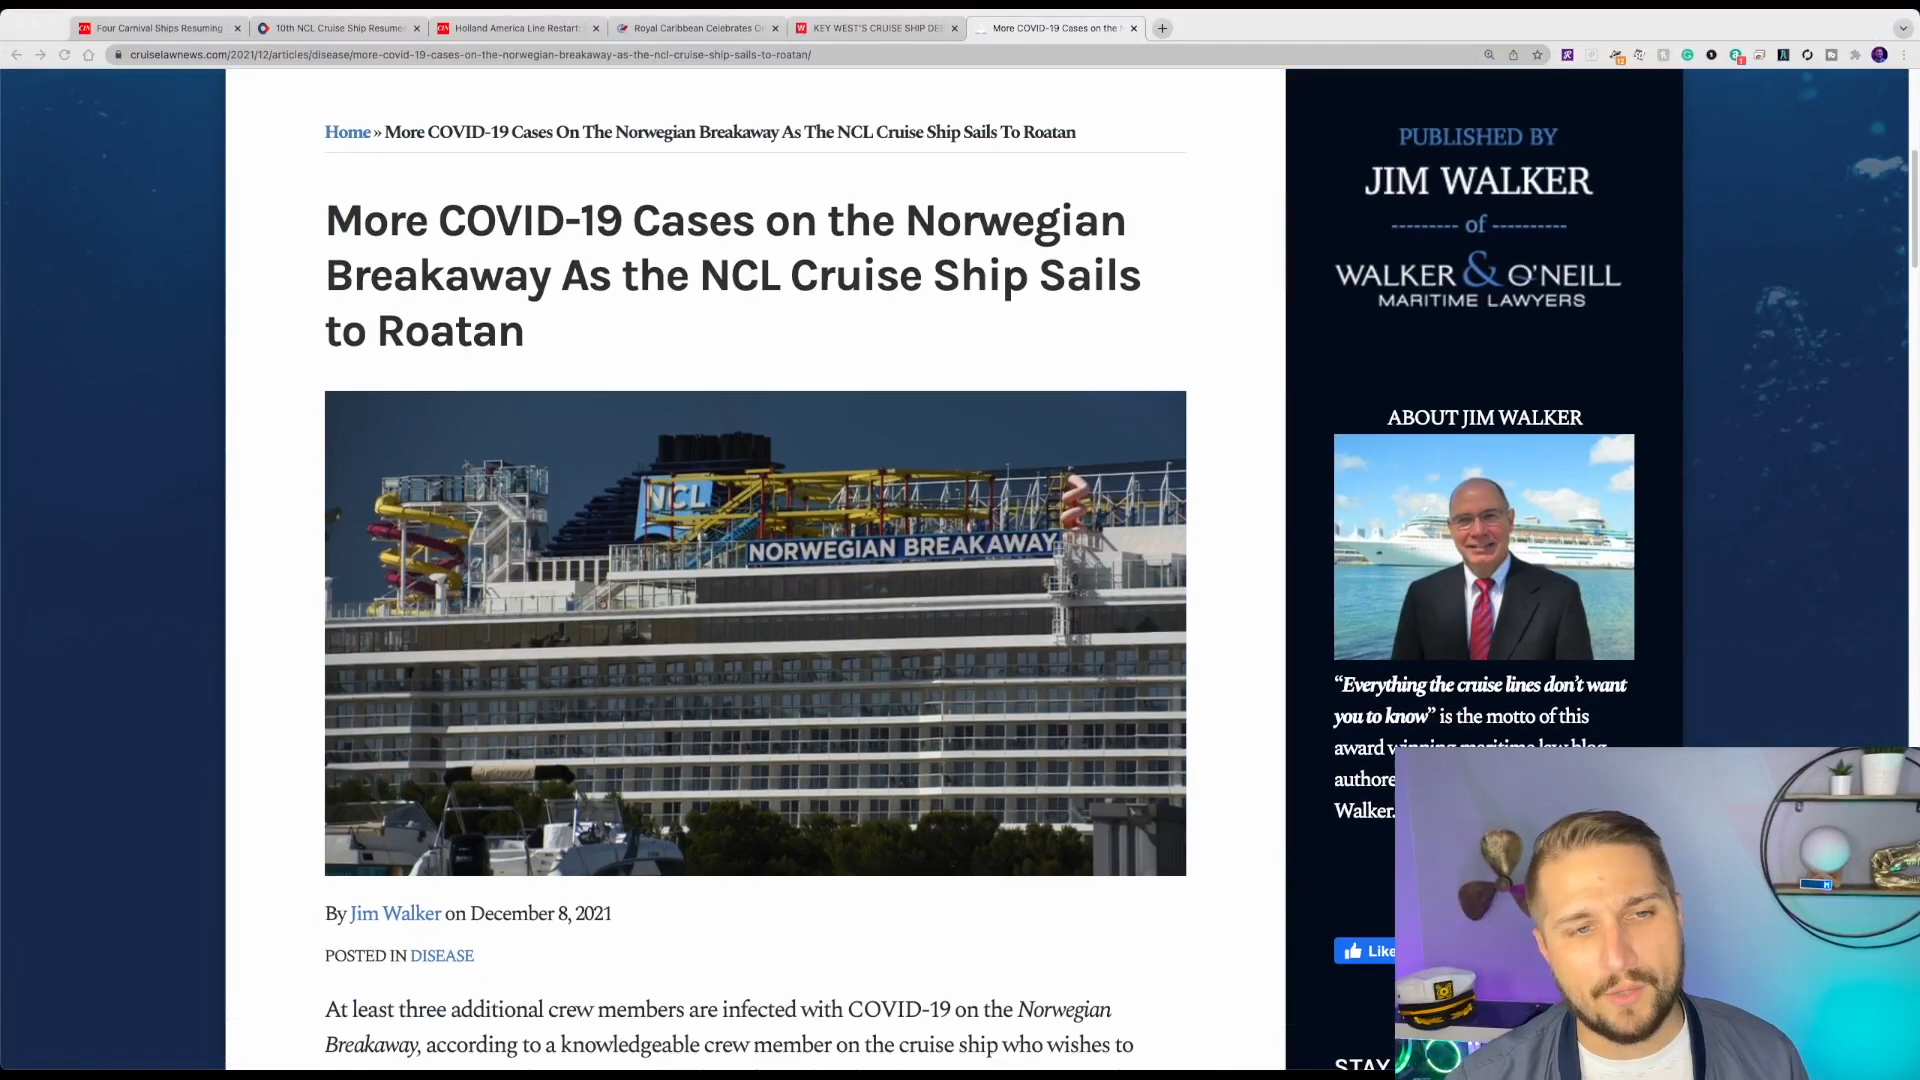 Four Carnival Ships Resuming
10th NCL Cruise Ship Resumes
Holland America Line Restart:
Royal Caribbean Celebrates
KEY WEST'S CRUISE SHIP
More COVID-19 Cases on the
cruiselawnews.com/2021/12/articles/disease/more-covid-19-cases-on-the-norwegian-breakaway-as-the-ncl-cruise-ship-sails-to-roatan/
Home » More COVID-19 Cases On The Norwegian Breakaway As The NCL Cruise Ship Sails To Roatan
More COVID-19 Cases on the Norwegian
Breakaway As the NCL Cruise Ship Sails
to Roatan
NCL
NORWEGIAN BREAKAWAY
By Jim Walker on December 8, 2021
POSTED IN DISEASE
At least three additional crew members are infected with COVID-19 on the Norwegian
Breakaway, according to a knowledgeable crew member on the cruise ship who wishes to
PUBLISHED BY
JIM WALKER
--------- of ----------
WALKER & O'NEILL
MARITIME LAWYERS
ABOUT JIM WALKER
“Everything the cruise lines don't want
you to know” is the motto of this
award winning maritime law blog
authore
Walker.
Like
STAY